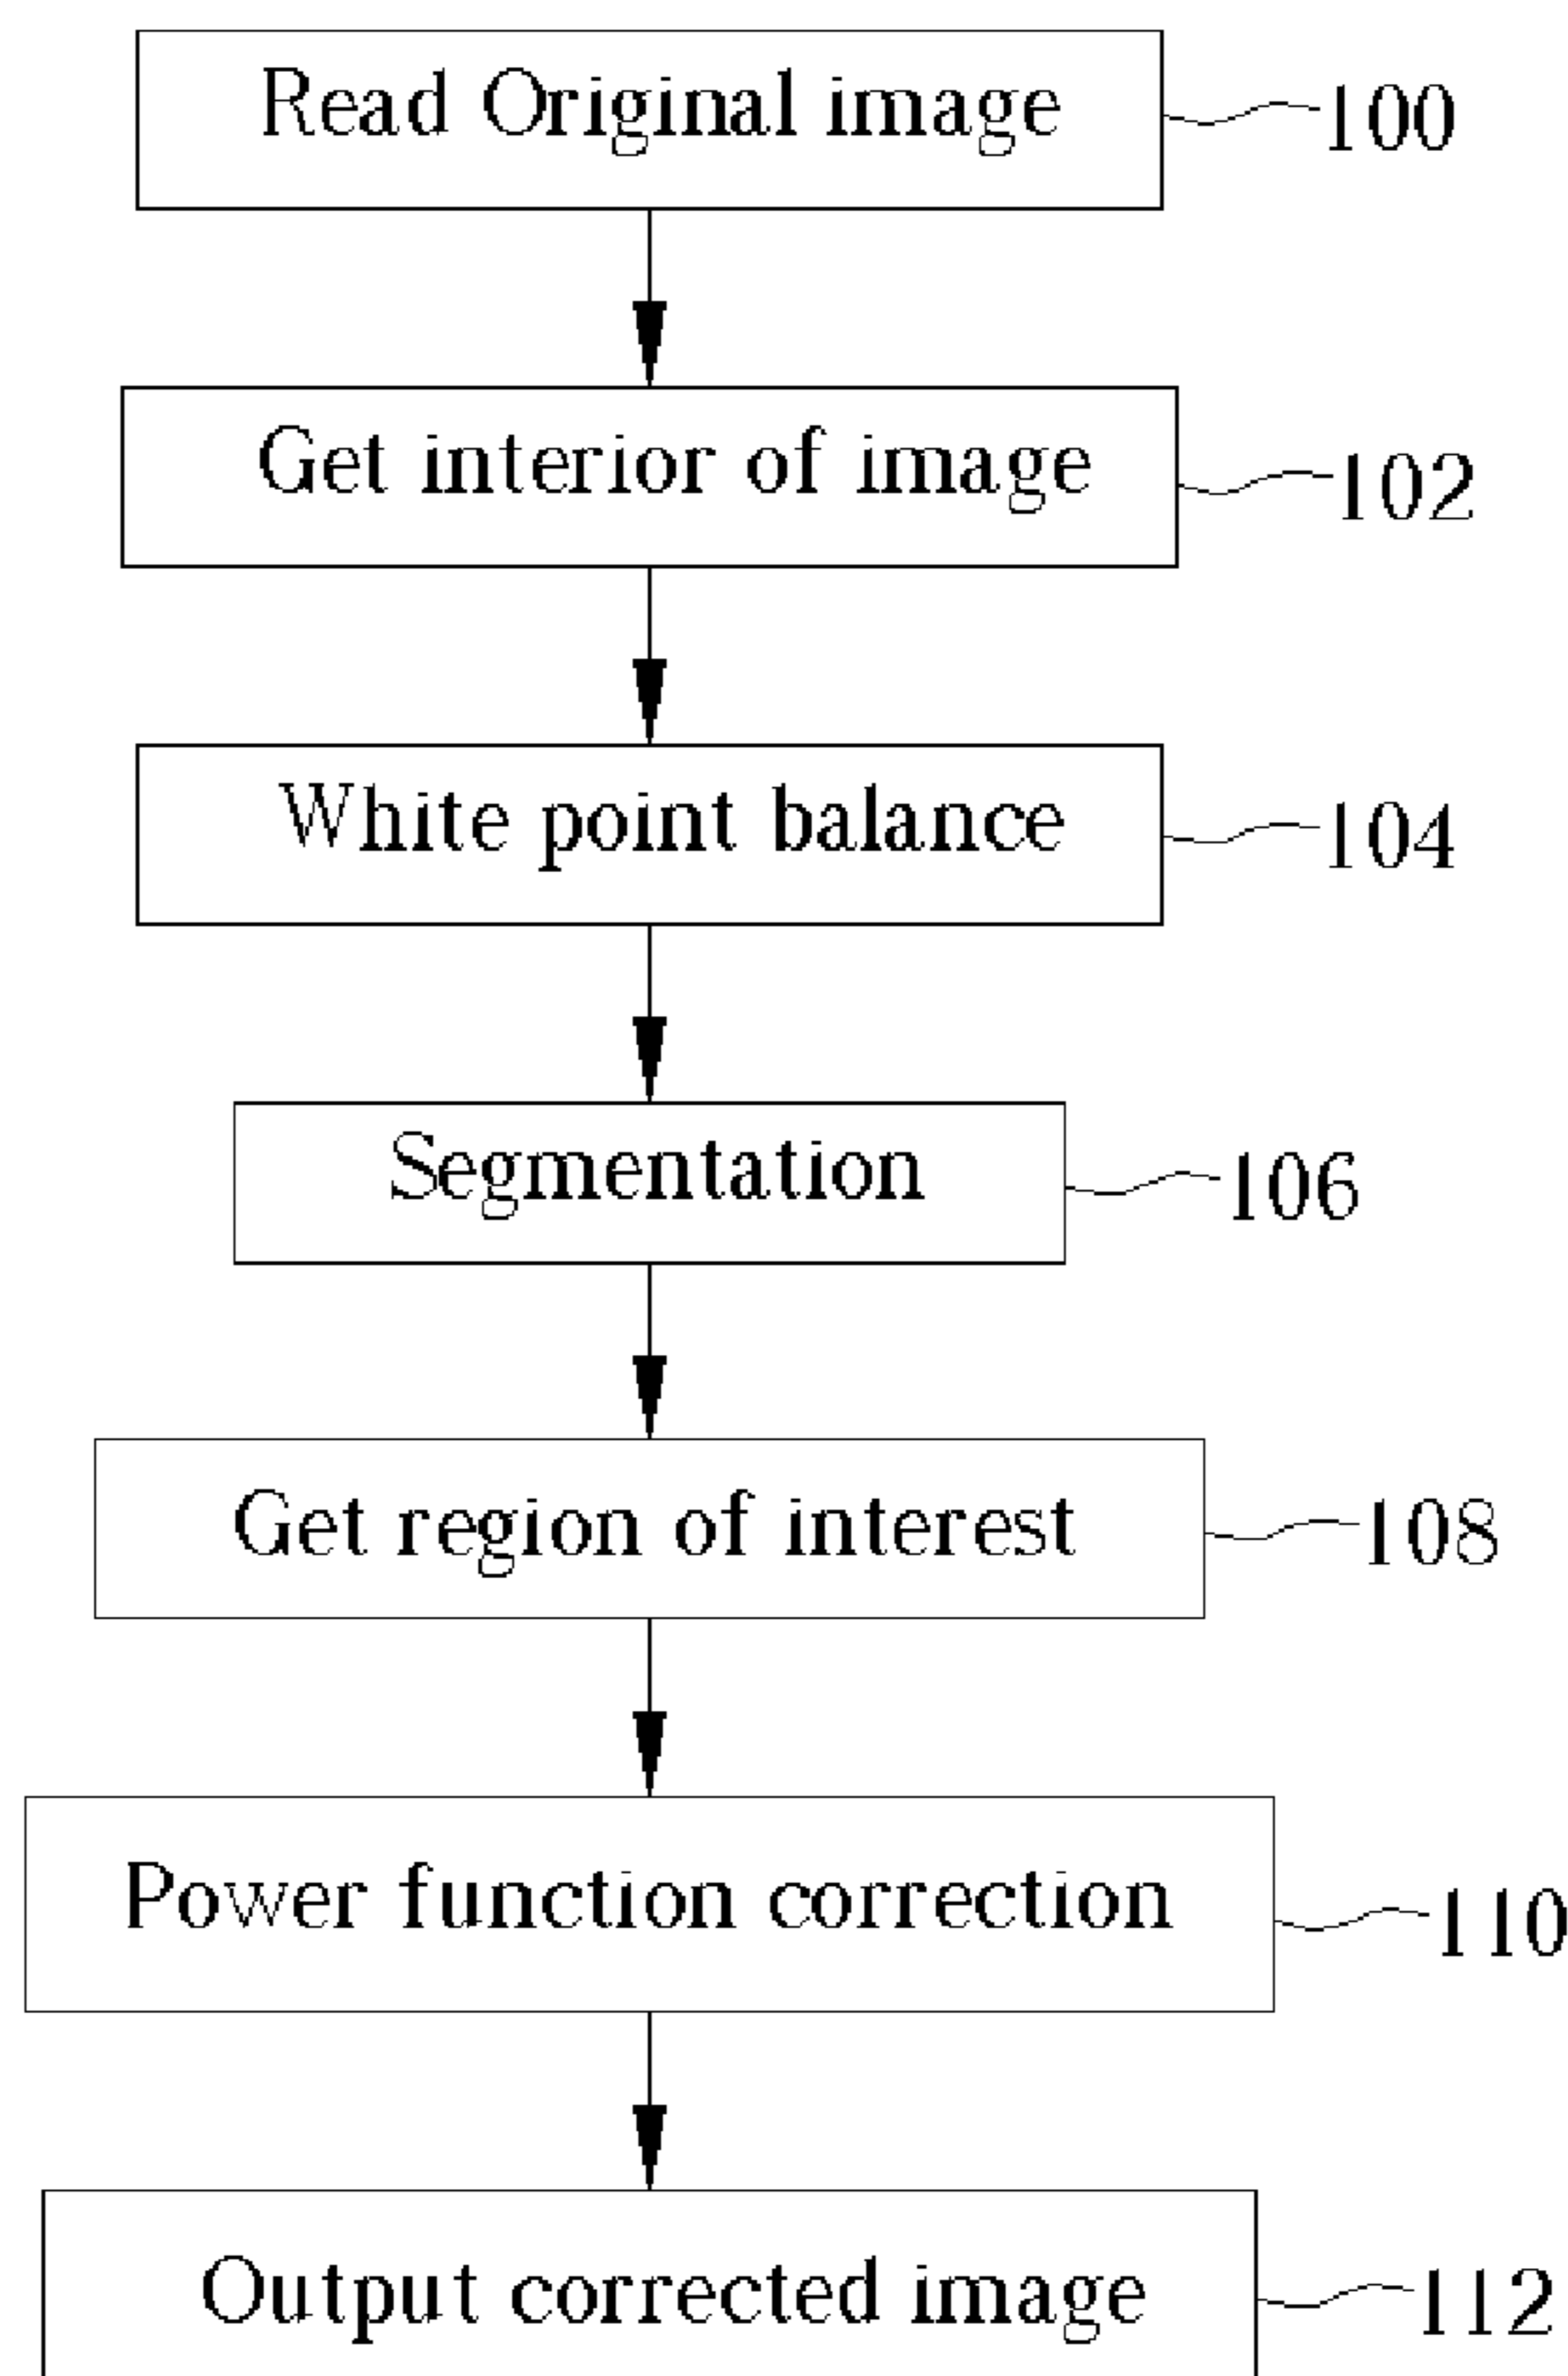 Read Original image 100
Get interior of image 102
White point balance 104
Segmentation 106
Get region of interest 108
Power function correction 110
Output corrected image 112